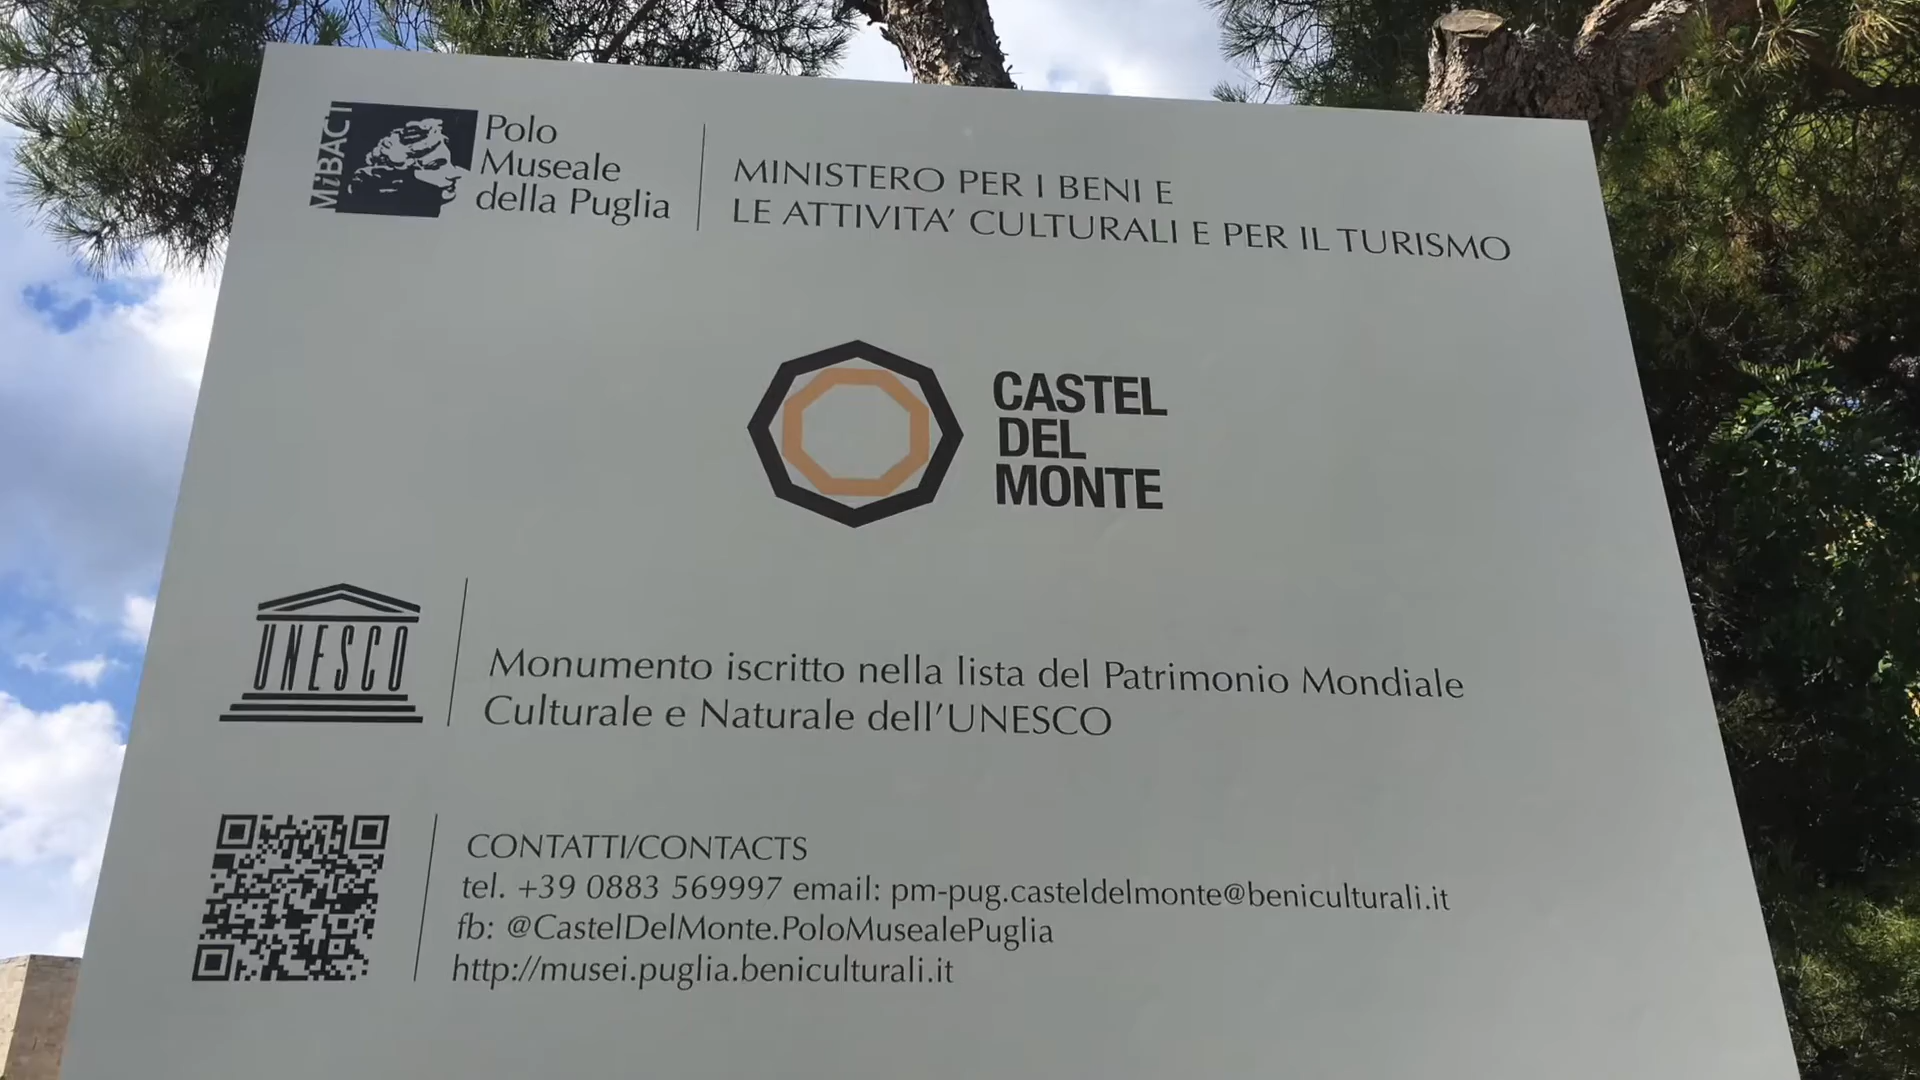 MiBACT
Polo
Museale
della Puglia
MINISTERO PER I BENI E
LE ATTIVITA’ CULTURALI E PER IL TURISMO
CASTEL
DEL
MONTE
UNESCO
Monumento iscritto nella lista del Patrimonio Mondiale
Culturale e Naturale dell’UNESCO
CONTATTI/CONTACTS
tel. +39 0883 569997 email: pm-pug.casteldelmonte@beniculturali.it
fb: @CastelDelMonte.PoloMusealePuglia
http://musei.puglia.beniculturali.it